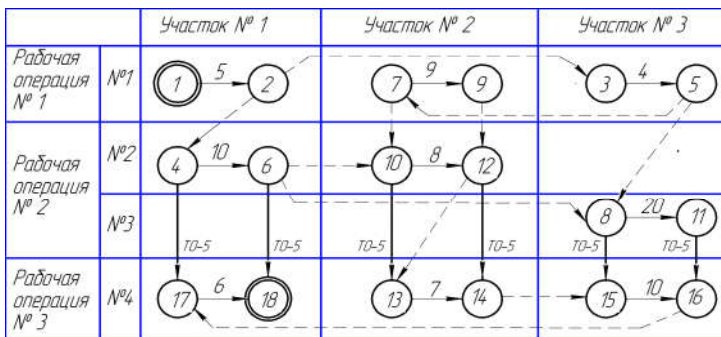 Участок № 1 Участок № 2 Участок № 3
Рабочая операция № 1
№1
1 5 2 7 9 9 3 4 5
Рабочая операция № 2
№2
4 10 6 10 8 12
№3
8 20 11
ТО-5 ТО-5 ТО-5 ТО-5 ТО-5 ТО-5
Рабочая операция № 3
№4
17 6 18 13 7 14 15 10 16